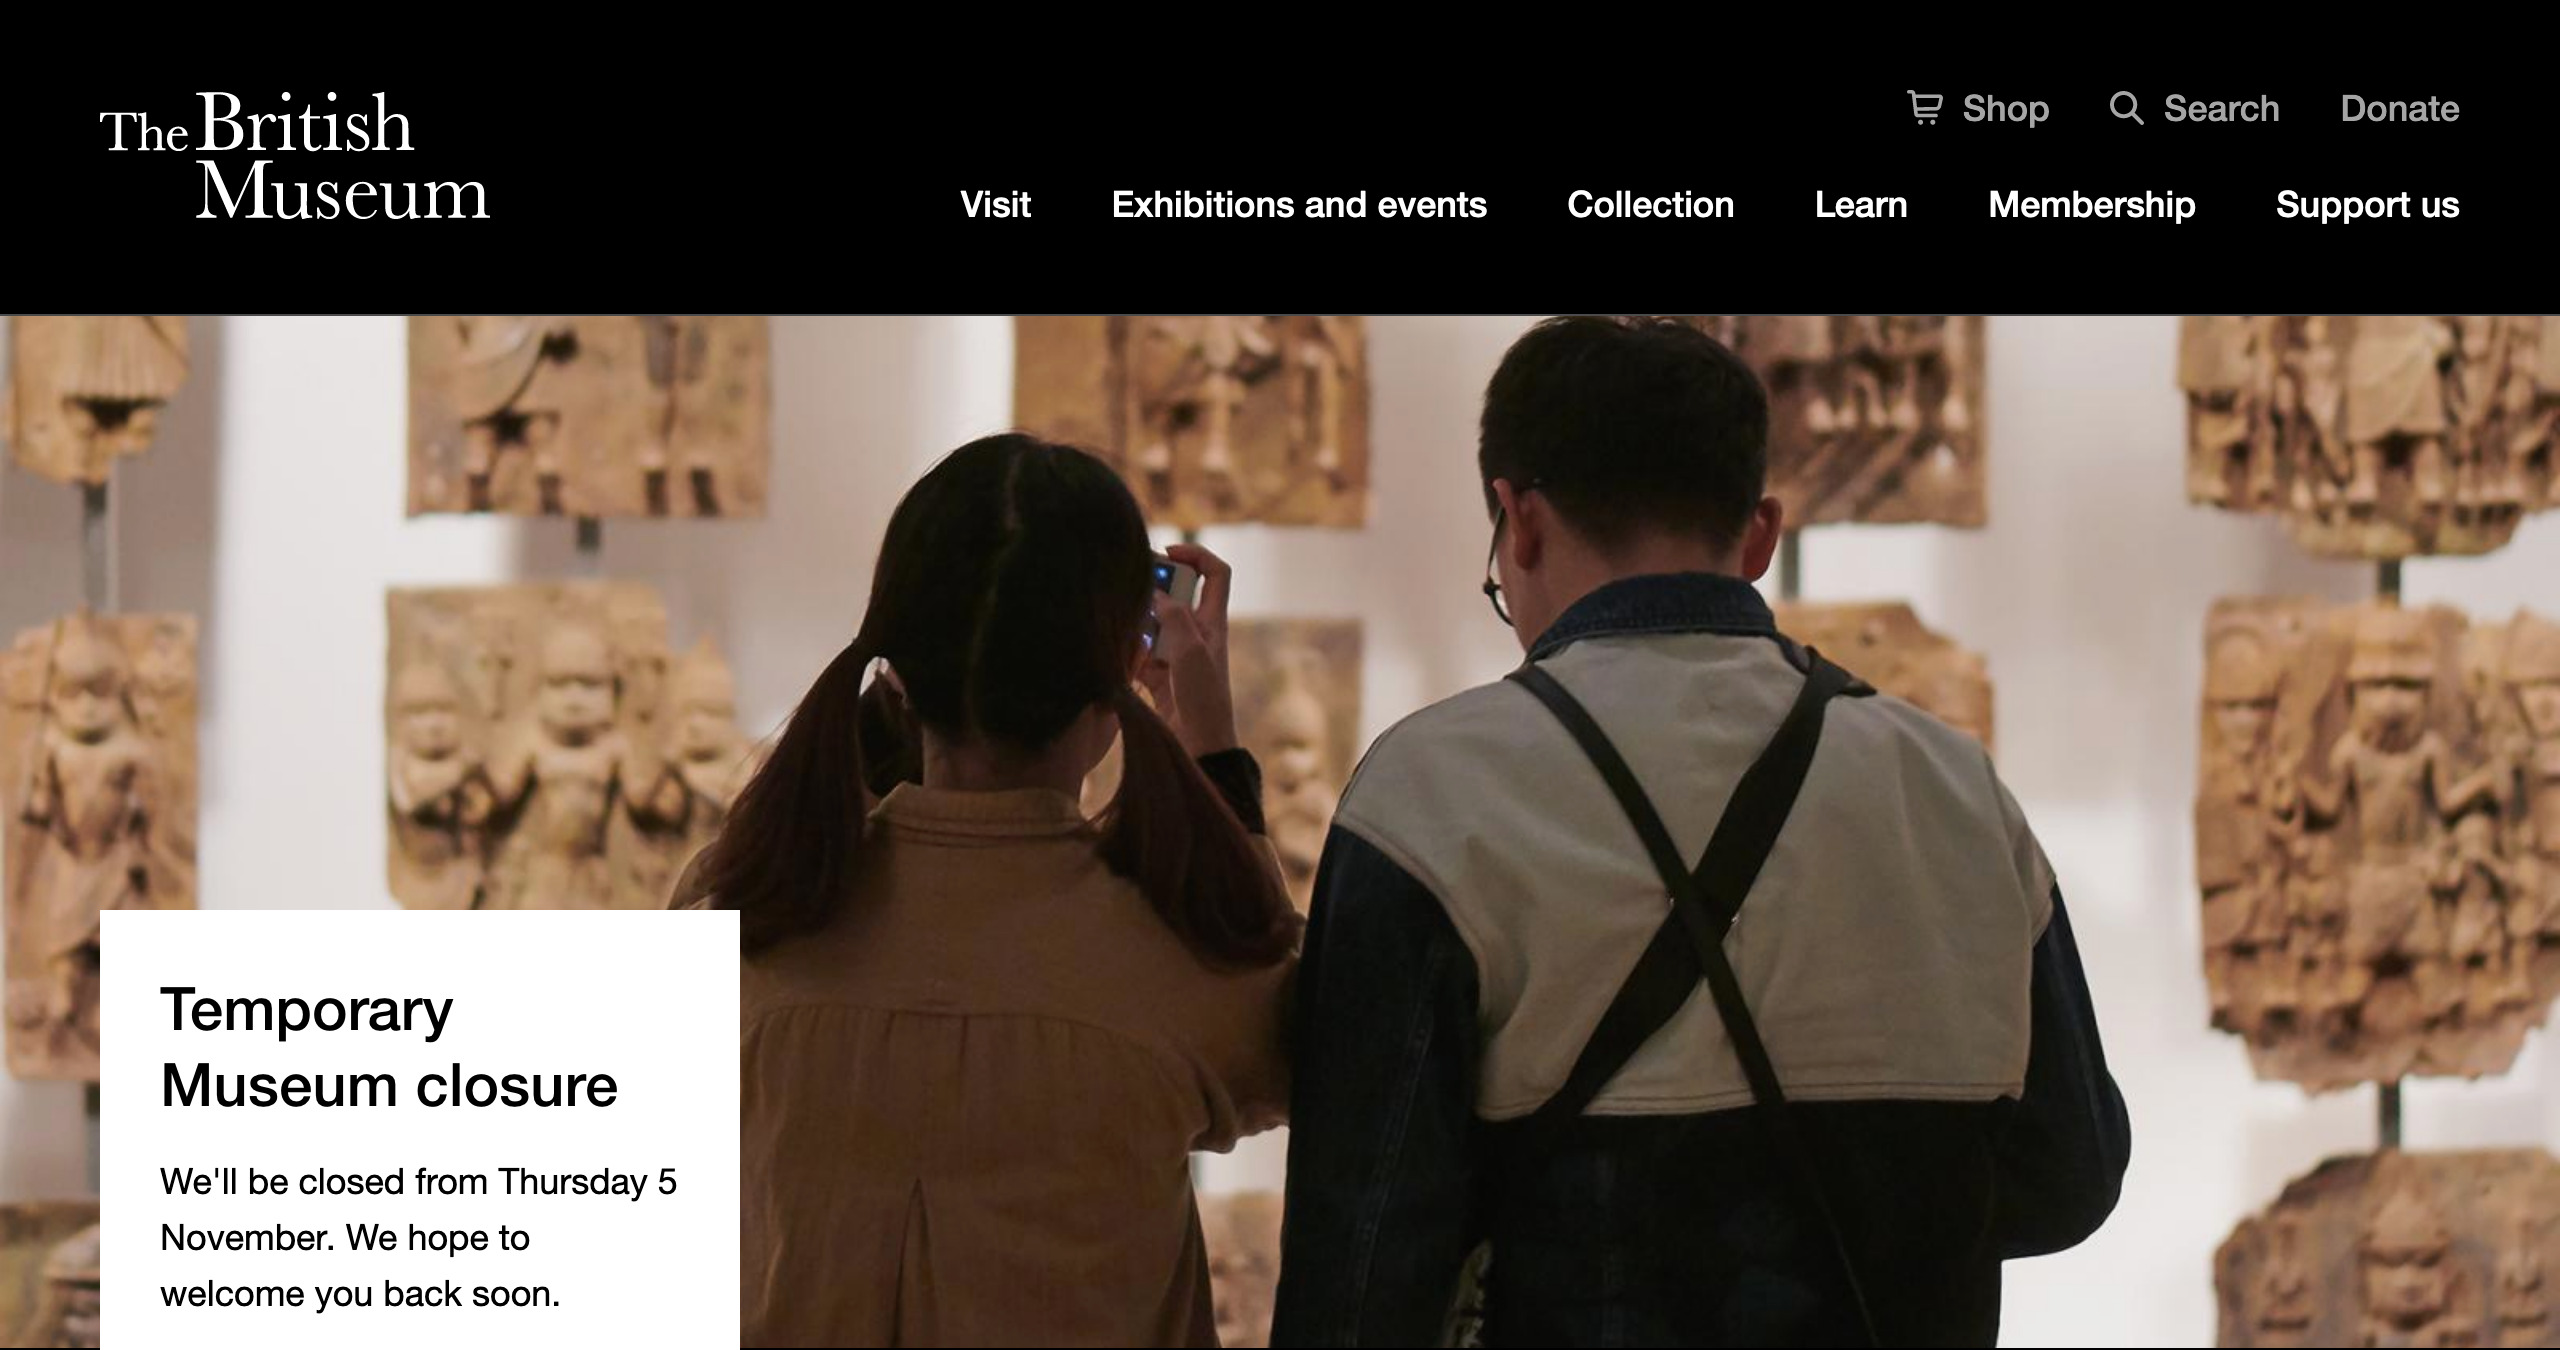 The British
Museum
Shop Search Donate
Visit Exhibitions and events Collection Learn Membership Support us
Temporary
Museum closure
We'll be closed from Thursday 5
November. We hope to
welcome you back soon.